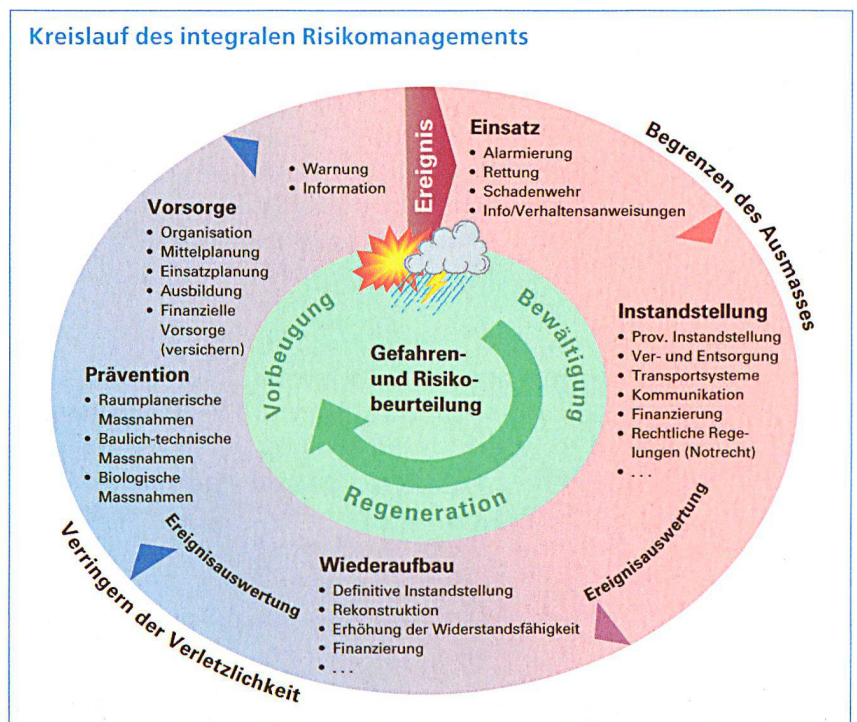 Kreislauf des integralen Risikomanagements
Ereignis
Einsatz
• Alarmierung
• Rettung
• Schadenwehr
• Info/Verhaltensanweisungen
Begrenzen des Ausmasses
Instandstellung
• Prov. Instandstellung
• Ver- und Entsorgung
• Transportsysteme
• Kommunikation
• Finanzierung
• Rechtliche Rege-
lungen (Notrecht)
• . . .
Ereignisauswertung
Wiederaufbau
• Definitive Instandstellung
• Rekonstruktion
• Erhöhung der Widerstandsfähigkeit
• Finanzierung
• . . .
Ereignisauswertung
Verringern der Verletzlichkeit
Prävention
• Raumplanerische
Massnahmen
• Baulich-technische
Massnahmen
• Biologische
Massnahmen
Vorsorge
• Organisation
• Mittelplanung
• Einsatzplanung
• Ausbildung
• Finanzielle
Vorsorge
(versichern)
• Warnung
• Information
Bewältigung
Regeneration
Vorbeugung
Gefahren-
und Risiko-
beurteilung